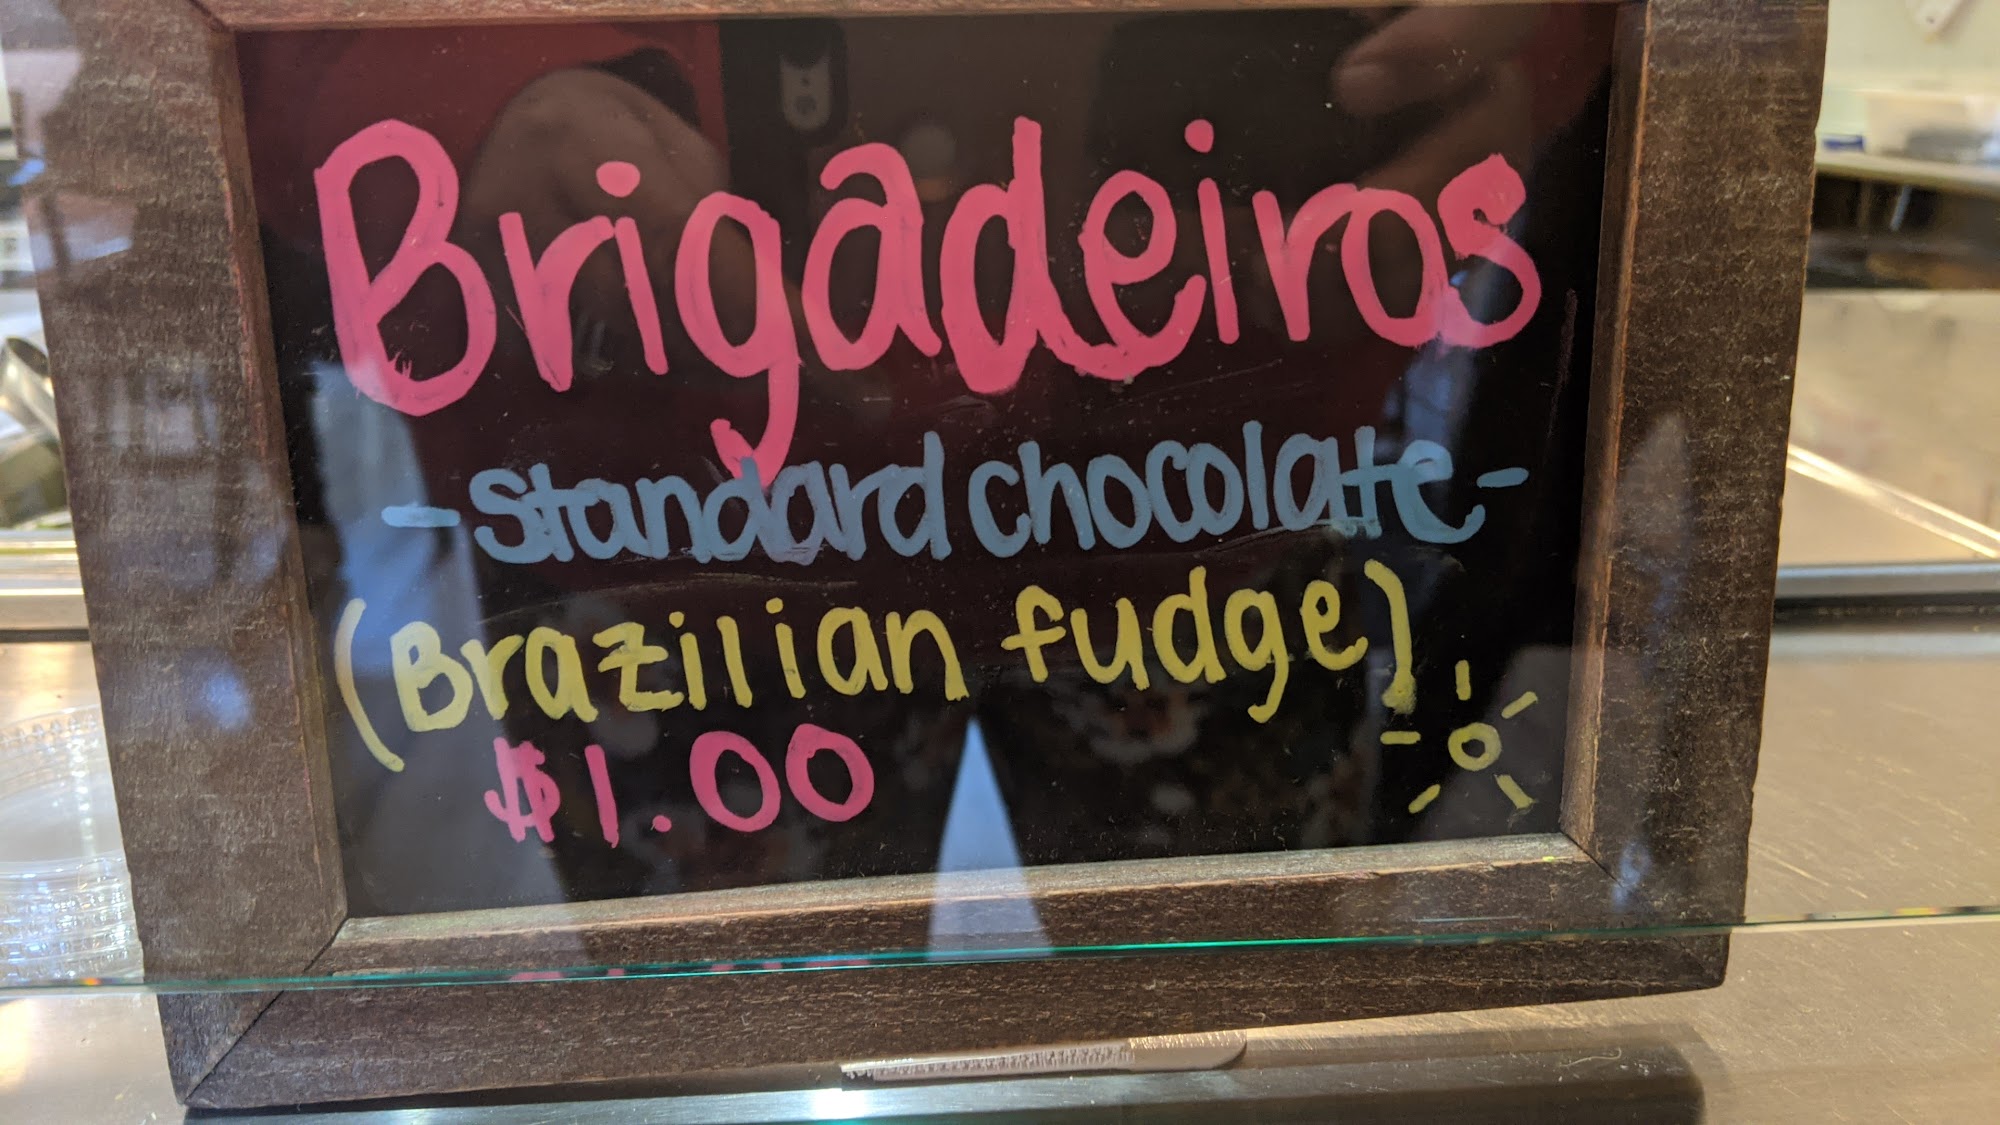 Brigadeiros
- standard chocolate -
(Brazilian fudge)
$1.00